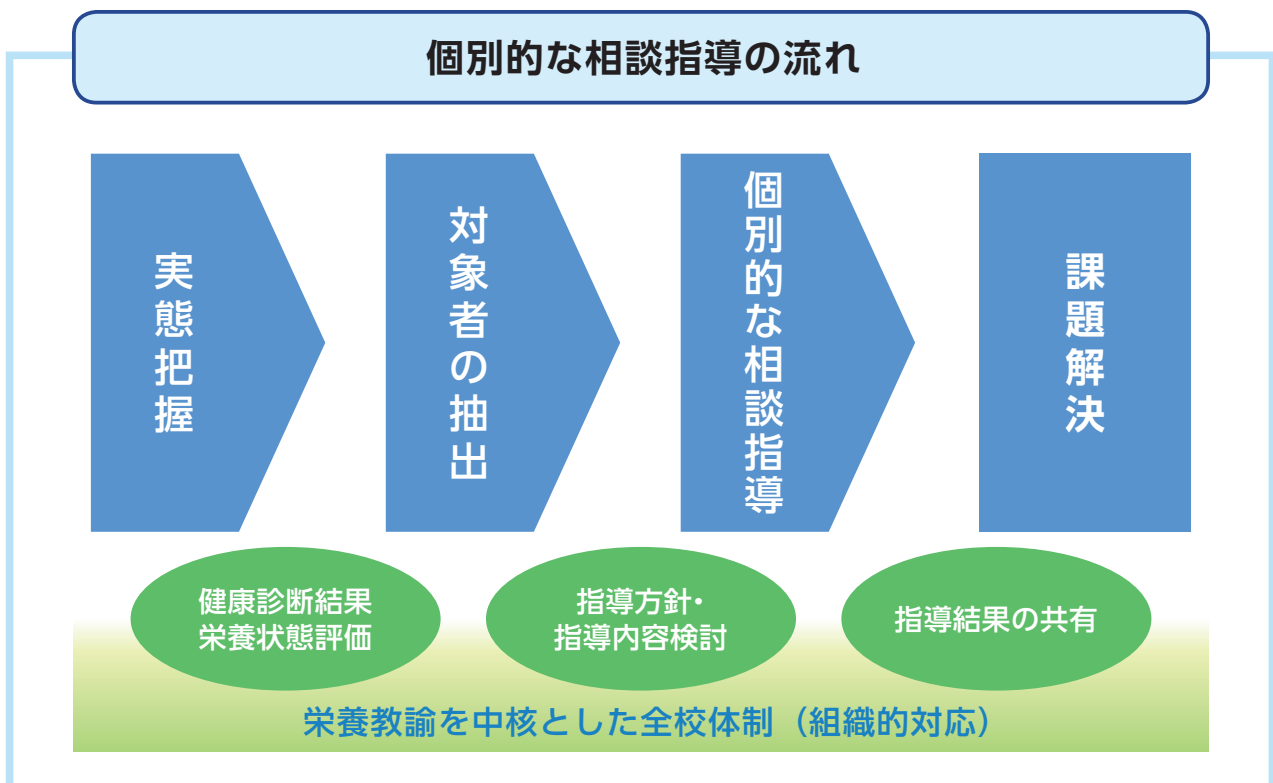 個別的な相談指導の流れ
実態把握
対象者の抽出
個別的な相談指導
課題解決
健康診断結果
栄養状態評価
指導方針・
指導内容検討
指導結果の共有
栄養教諭を中核とした全校体制（組織的対応）